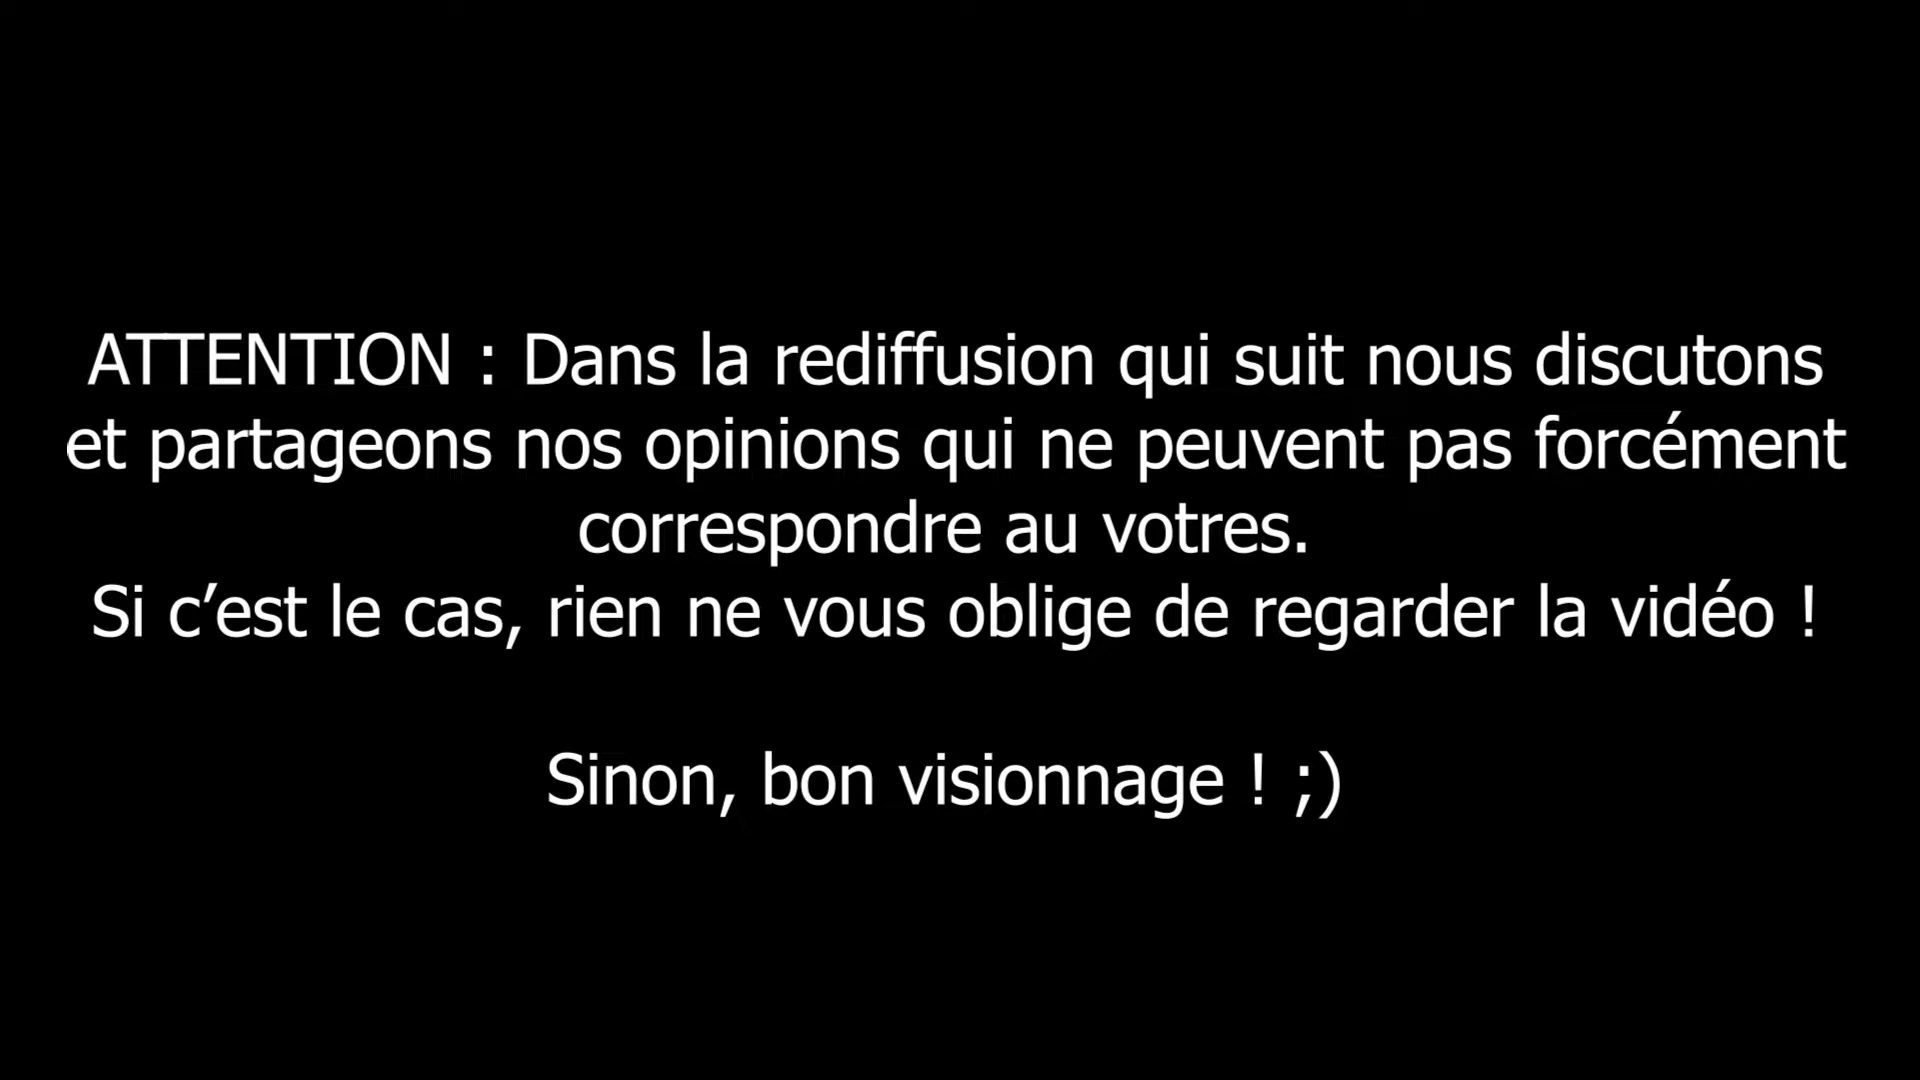 ATTENTION : Dans la rediffusion qui suit nous discutons
et partageons nos opinions qui ne peuvent pas forcément
correspondre au votres.
Si c’est le cas, rien ne vous oblige de regarder la vidéo !
Sinon, bon visionnage ! ;)